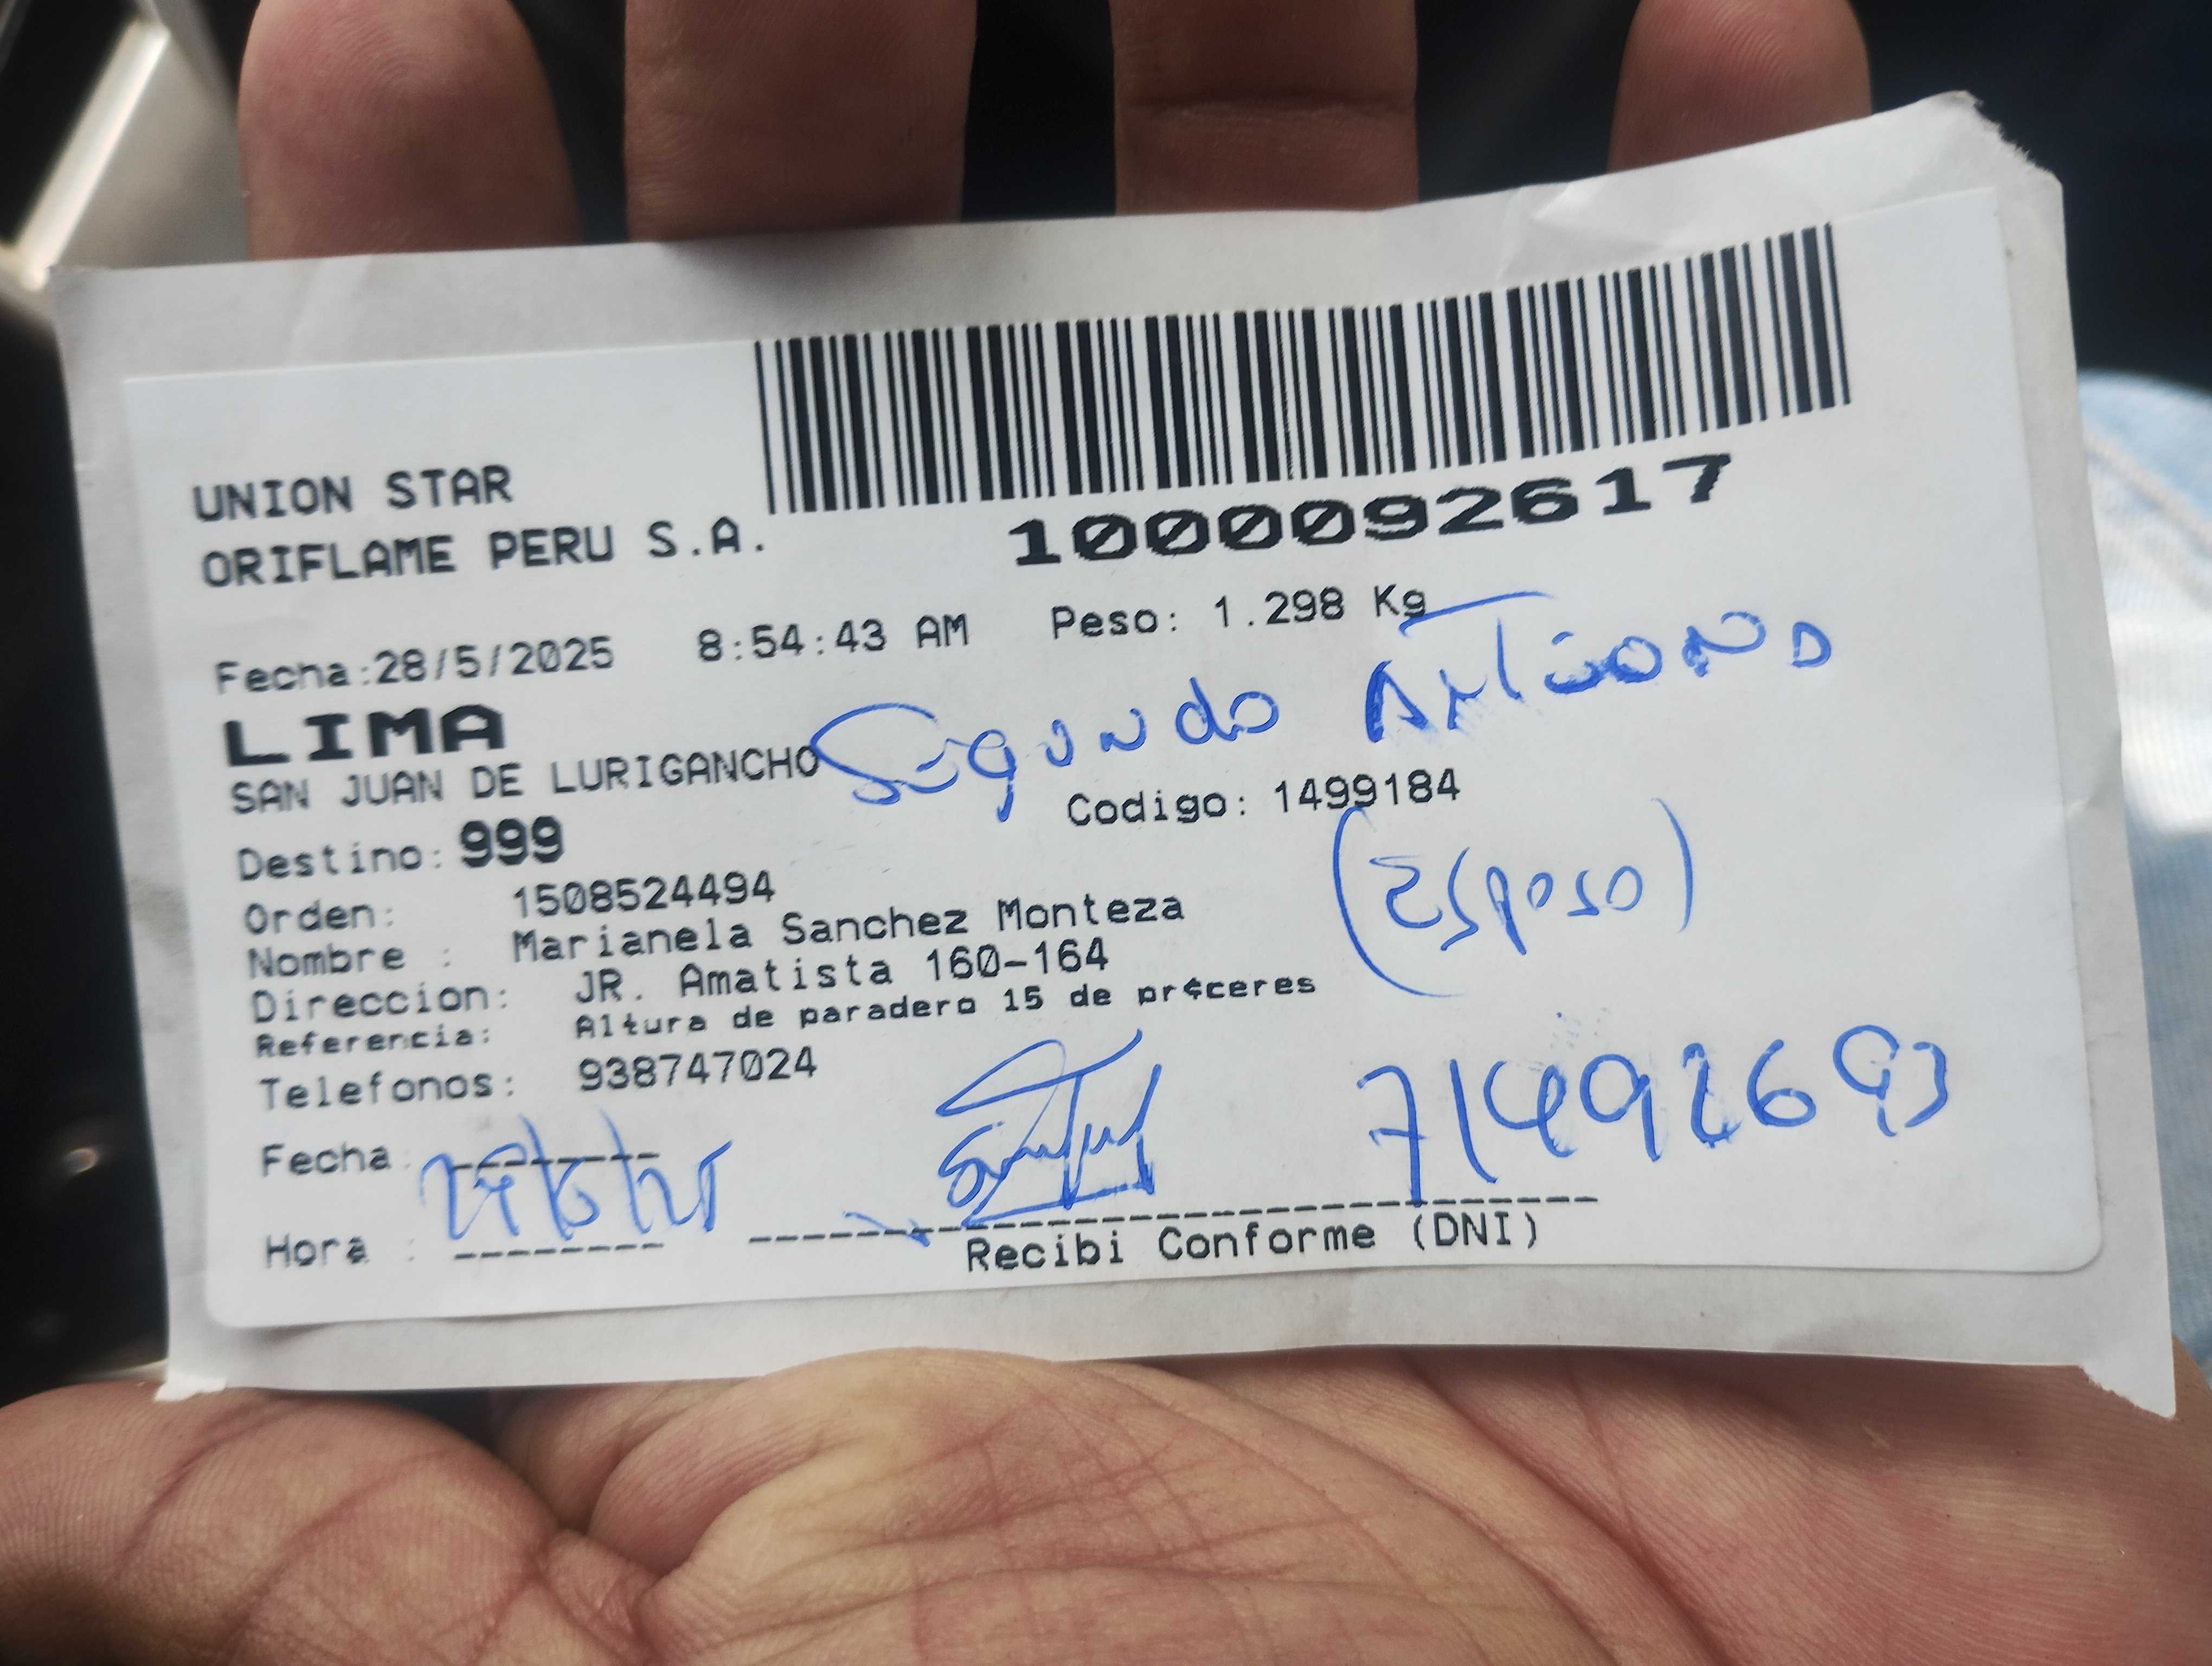 UNION STAR
ORIFLAME PERU S.A.
1000092617
Fecha:28/5/2025 8:54:43 AM Peso: 1.298 Kg
LIMA
SAN JUAN DE LURIGANCHO
Segundo
Codigo: 1499184
Destino: 999
(Esposo)
Orden: 1508524494
Nombre : Marianela Sanchez Monteza
Direccion: JR. Amatista 160-164
Referencia: Altura de paradero 15 de pr¢ceres
Telefonos: 938747024
71492693
Fecha:
Hora :
Recibi Conforme (DNI)